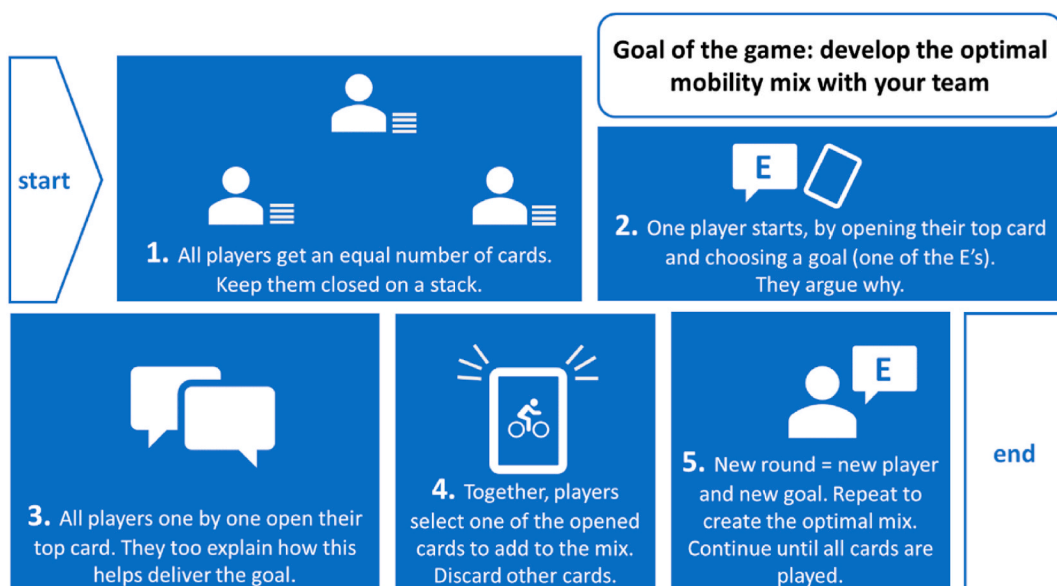 start
1. All players get an equal number of cards.
Keep them closed on a stack.
Goal of the game: develop the optimal
mobility mix with your team
E
2. One player starts, by opening their top card
and choosing a goal (one of the E's).
They argue why.
3. All players one by one open their
top card. They too explain how this
helps deliver the goal.
4. Together, players
select one of the opened
cards to add to the mix.
Discard other cards.
E
5. New round = new player
and new goal. Repeat to
create the optimal mix.
Continue until all cards are
played.
end